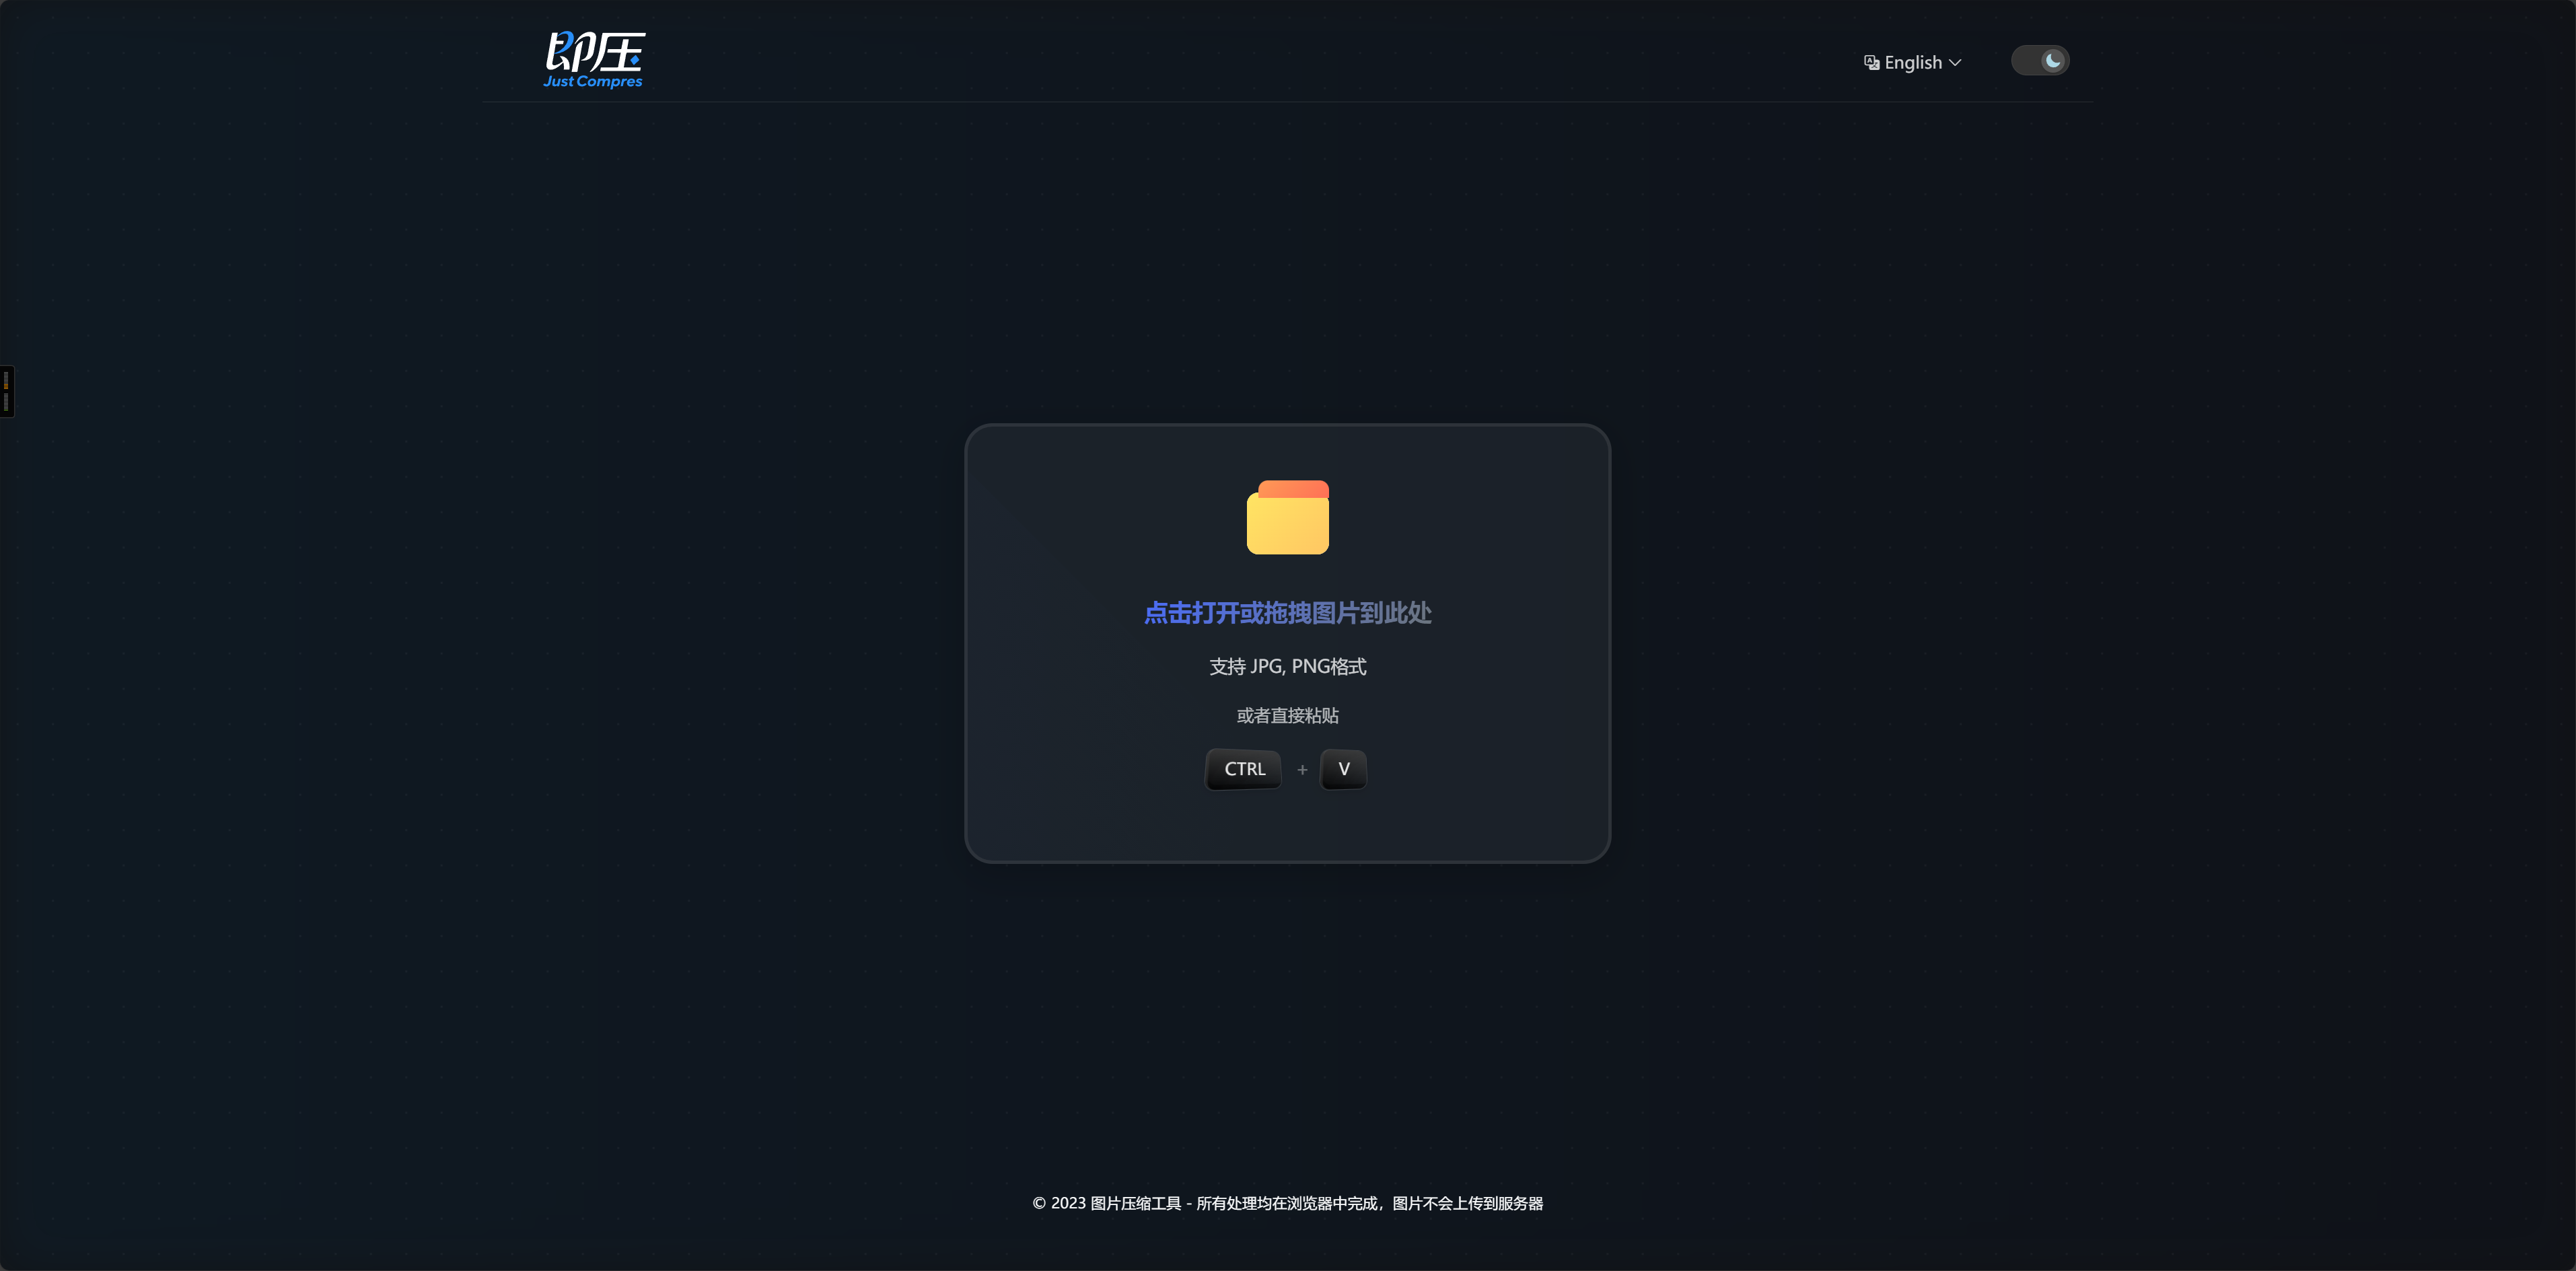 即压
Just Compres
English
点击打开或拖拽图片到此处
支持 JPG, PNG格式
或者直接粘贴
CTRL + V
© 2023 图片压缩工具 - 所有处理均在浏览器中完成，图片不会上传到服务器